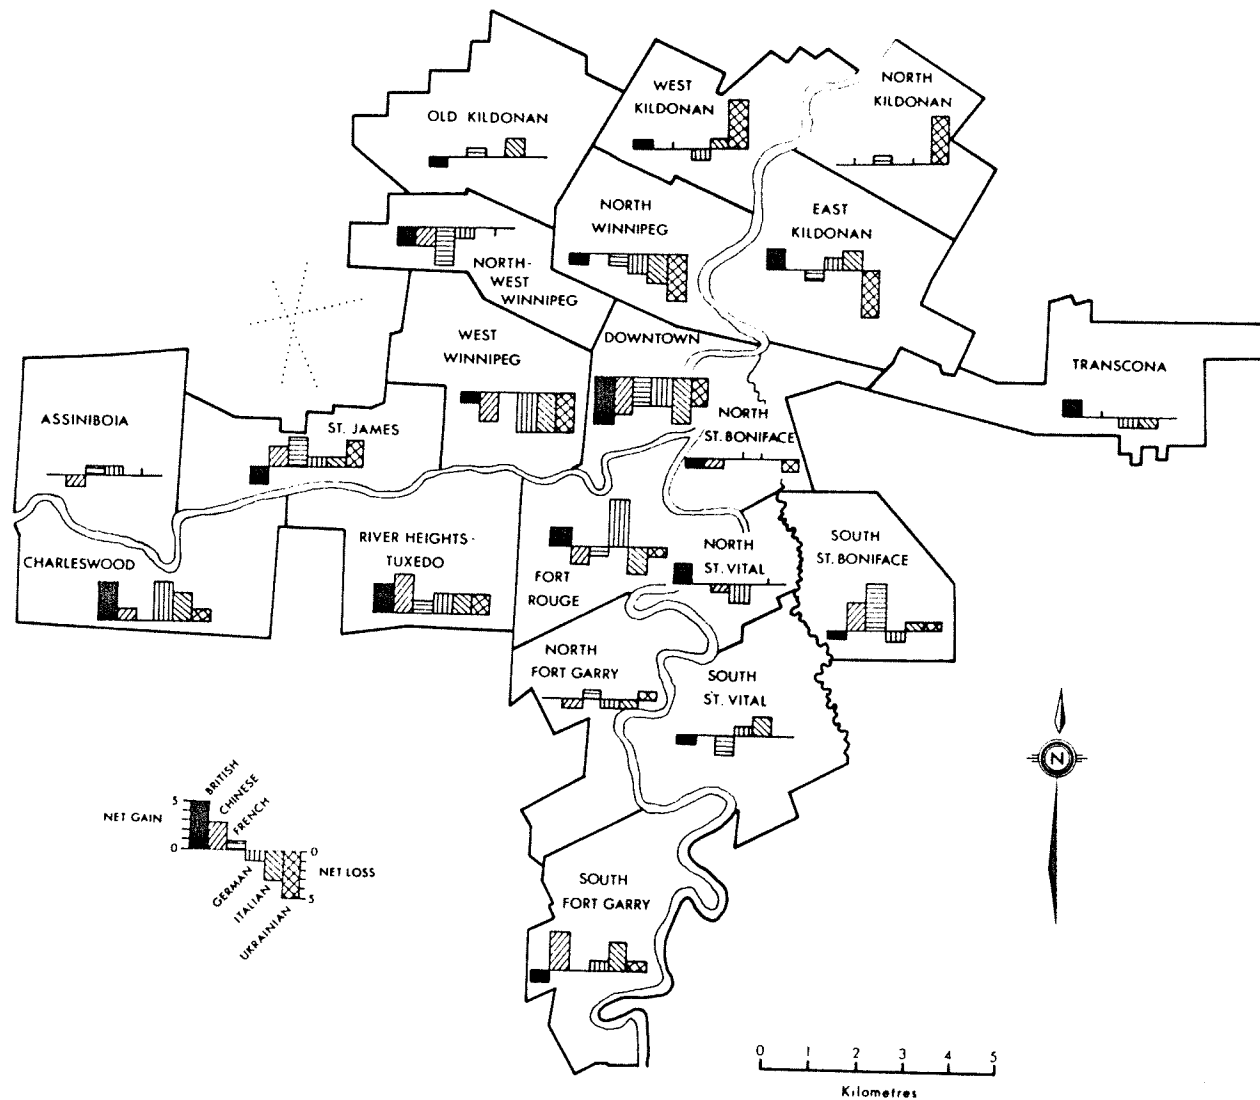 OLD KILDONAN
WEST
KILDONAN
NORTH
KILDONAN
NORTH
WINNIPEG
EAST
KILDONAN
NORTH-
WEST
WINNIPEG
WEST
WINNIPEG
DOWNTOWN
TRANSCONA
ASSINIBOIA
ST. JAMES
NORTH
ST. BONIFACE
CHARLESWOOD
RIVER HEIGHTS-
TUXEDO
FORT
ROUGE
NORTH
ST. VITAL
SOUTH
ST. BONIFACE
NORTH
FORT GARRY
SOUTH
ST. VITAL
SOUTH
FORT GARRY
N
NET GAIN
5
0
BRITISH
CHINESE
FRENCH
GERMAN
ITALIAN
UKRAINIAN
0
5
NET LOSS
0 1 2 3 4 5
Kilometres